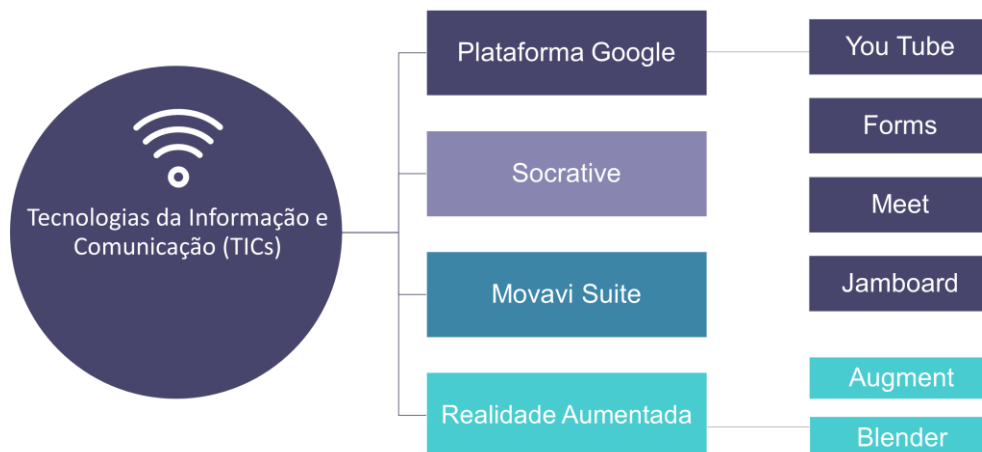 Tecnologias da Informação e
Comunicação (TICs)
Plataforma Google
Socrative
Movavi Suite
Realidade Aumentada
You Tube
Forms
Meet
Jamboard
Augment
Blender